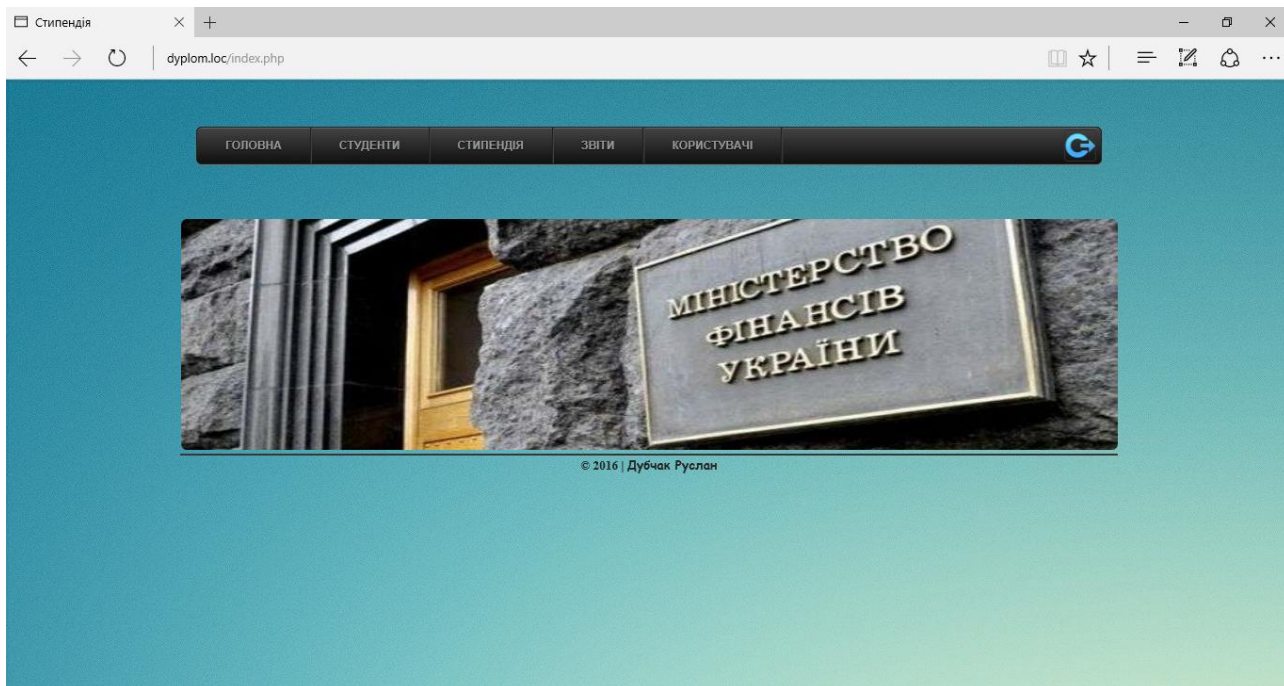 Стипендія
dyplom.loc/index.php
ГОЛОВНА СТУДЕНТИ СТИПЕНДІЯ ЗВІТИ КОРИСТУВАЧІ
МІНІСТЕРСТВО
ФІНАНСІВ
УКРАЇНИ
© 2016 | Дубчак Руслан